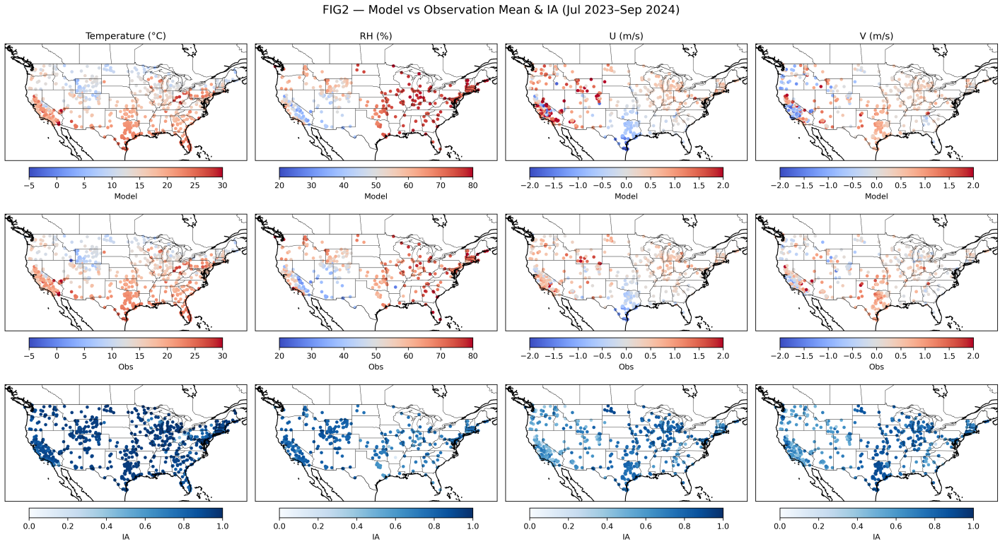 FIG2 — Model vs Observation Mean & IA (Jul 2023–Sep 2024)
Temperature (°C) RH (%) U (m/s) V (m/s)
−5 0 5 10 15 20 25 30 20 30 40 50 60 70 80 −2.0 −1.5 −1.0 −0.5 0.0 0.5 1.0 1.5 2.0 −2.0 −1.5 −1.0 −0.5 0.0 0.5 1.0 1.5 2.0
Model Model Model Model
−5 0 5 10 15 20 25 30 20 30 40 50 60 70 80 −2.0 −1.5 −1.0 −0.5 0.0 0.5 1.0 1.5 2.0 −2.0 −1.5 −1.0 −0.5 0.0 0.5 1.0 1.5 2.0
Obs Obs Obs Obs
0.0 0.2 0.4 0.6 0.8 1.0 0.0 0.2 0.4 0.6 0.8 1.0 0.0 0.2 0.4 0.6 0.8 1.0 0.0 0.2 0.4 0.6 0.8 1.0
IA IA IA IA